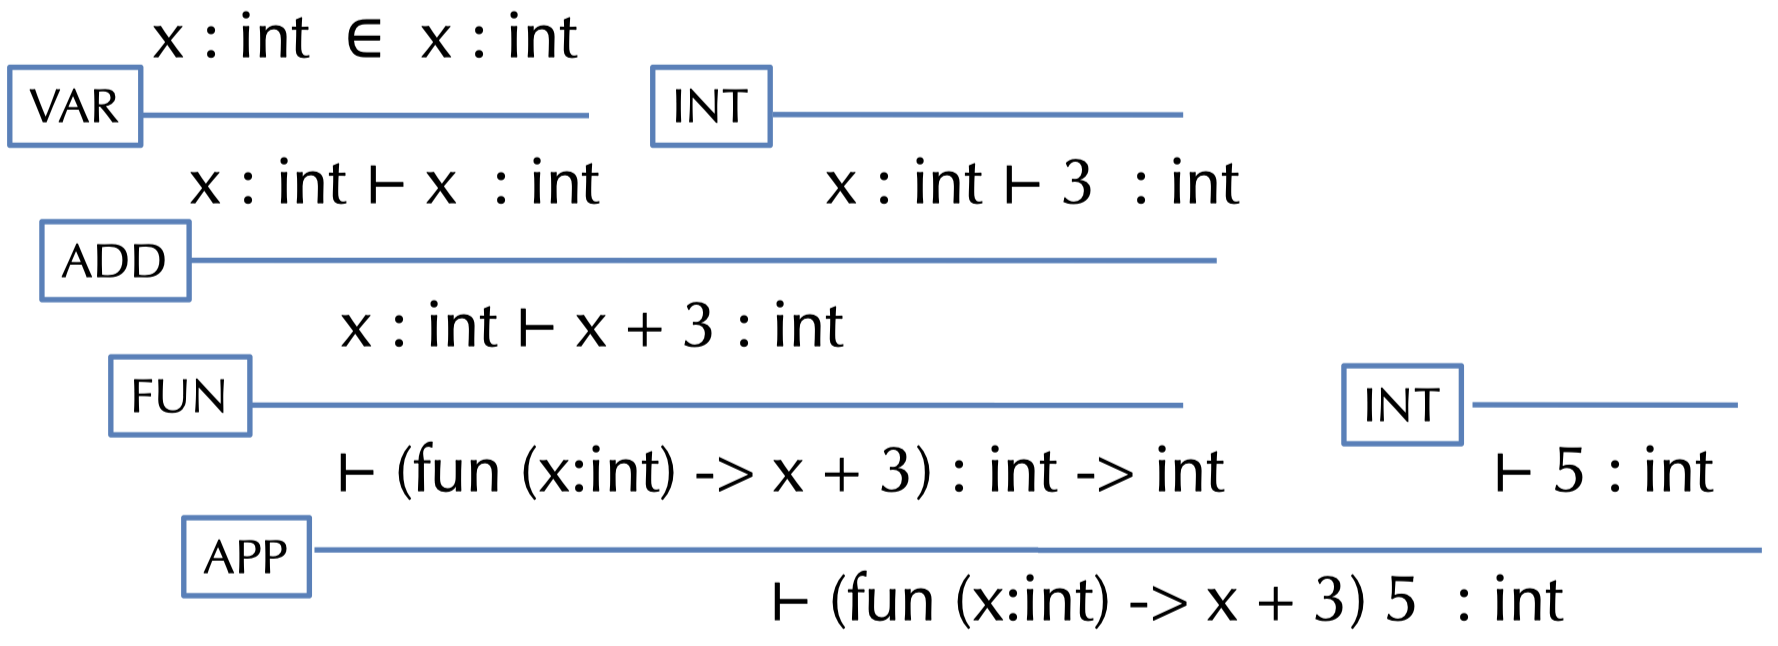 x : int ∈ x : int
VAR INT
x : int ⊢ x : int x : int ⊢ 3 : int
ADD
x : int ⊢ x + 3 : int
FUN INT
⊢ (fun (x:int) -> x + 3) : int -> int ⊢ 5 : int
APP
⊢ (fun (x:int) -> x + 3) 5 : int